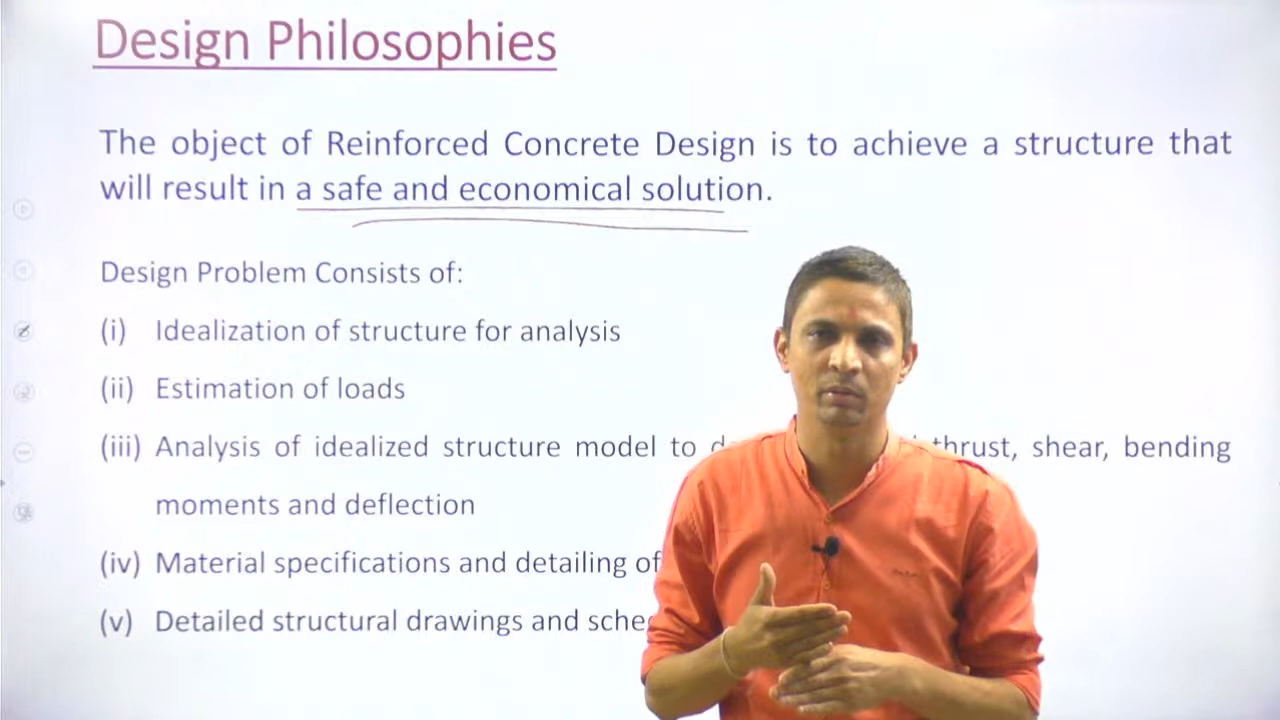 Design Philosophies
The object of Reinforced Concrete Design is to achieve a structure that
will result in a safe and economical solution.
Design Problem Consists of:
(i) Idealization of structure for analysis
(ii) Estimation of loads
(iii) Analysis of idealized structure model to thrust, shear, bending
moments and deflection
(iv) Material specifications and detailing of
(v) Detailed structural drawings and